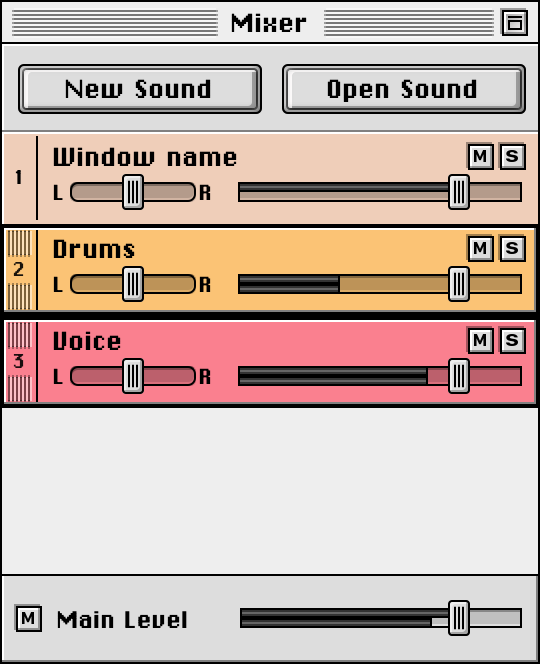 Mixer
New Sound
Open Sound
1
Window name
M S
L R
2
Drums
M S
L R
3
Voice
M S
L R
M Main Level